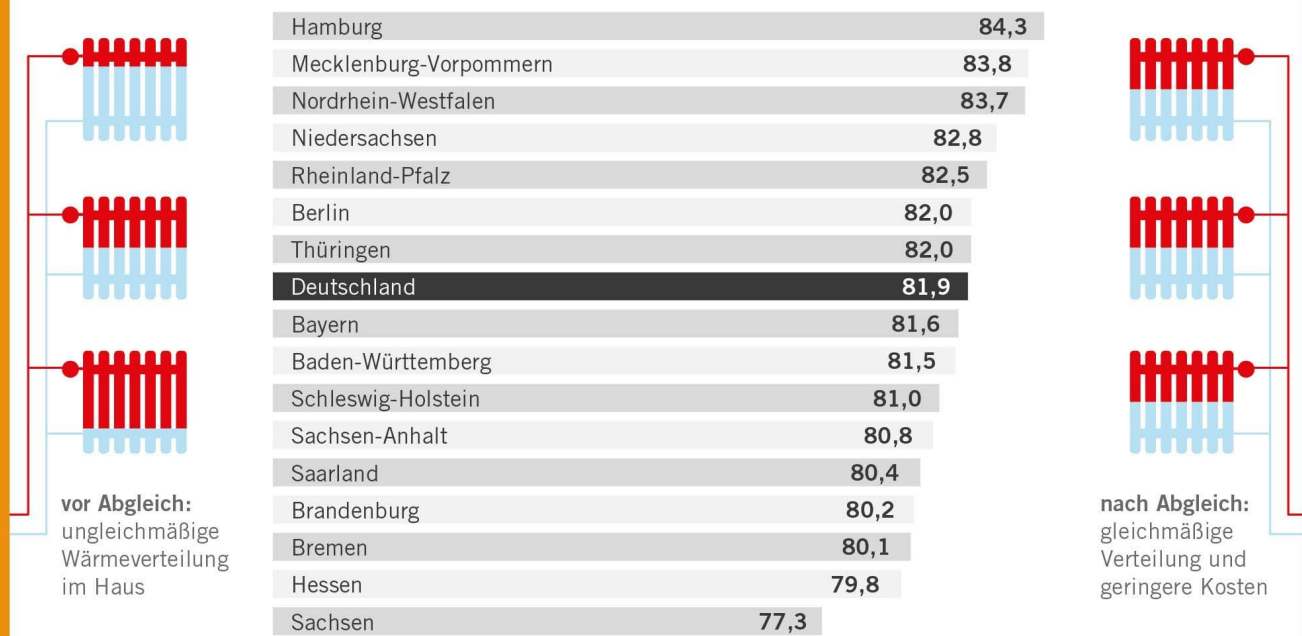 Hamburg 84,3
Mecklenburg-Vorpommern 83,8
Nordrhein-Westfalen 83,7
Niedersachsen 82,8
Rheinland-Pfalz 82,5
Berlin 82,0
Thüringen 82,0
Deutschland 81,9
Bayern 81,6
Baden-Württemberg 81,5
Schleswig-Holstein 81,0
Sachsen-Anhalt 80,8
Saarland 80,4
Brandenburg 80,2
Bremen 80,1
Hessen 79,8
Sachsen 77,3
vor Abgleich:
ungleichmäßige
Wärmeverteilung
im Haus
nach Abgleich:
gleichmäßige
Verteilung und
geringere Kosten